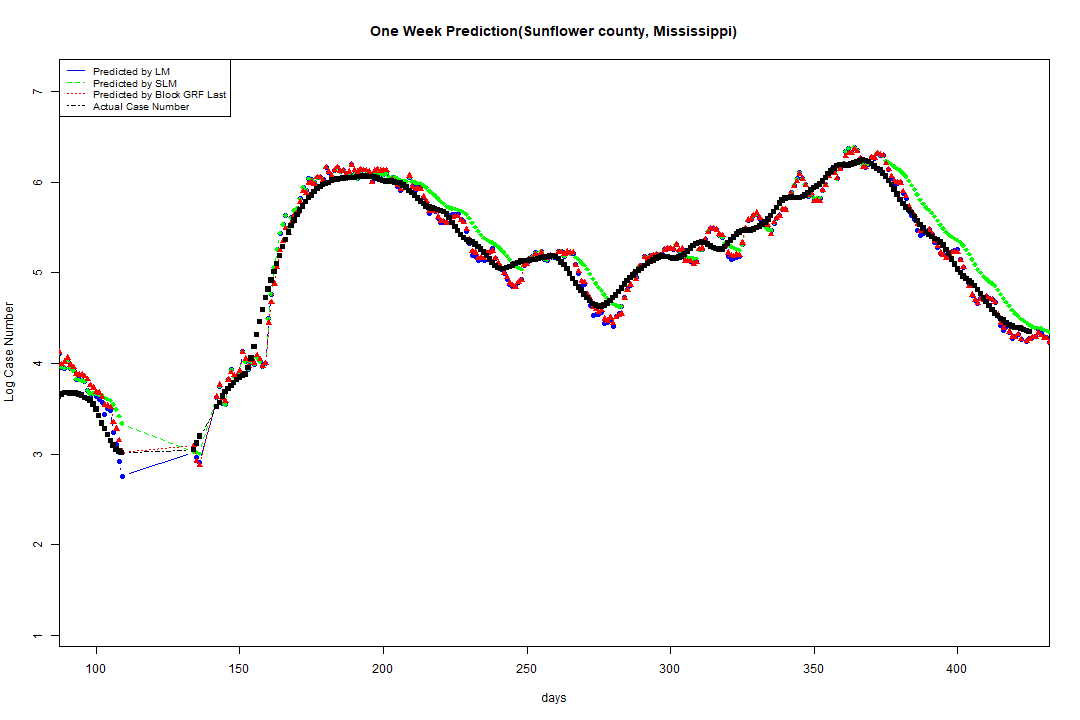 One Week Prediction(Sunflower county, Mississippi)
Predicted by LM
Predicted by SLM
Predicted by Block GRF Last
Actual Case Number
Log Case Number
7
6
5
4
3
2
1
100 150 200 250 300 350 400
days